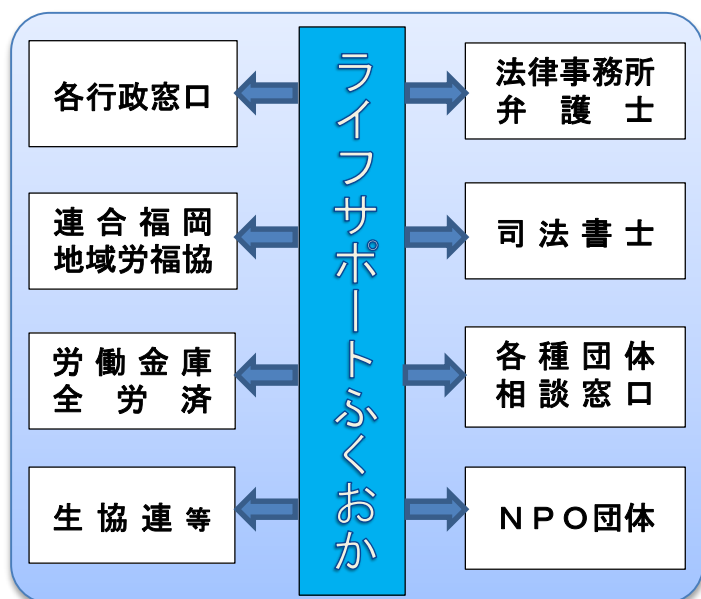 各行政窓口
連合福岡
地域労福協
労働金庫
全労済
生協連等
ライフサポートふくおか
法律事務所
弁護士
司法書士
各種団体
相談窓口
NPO団体